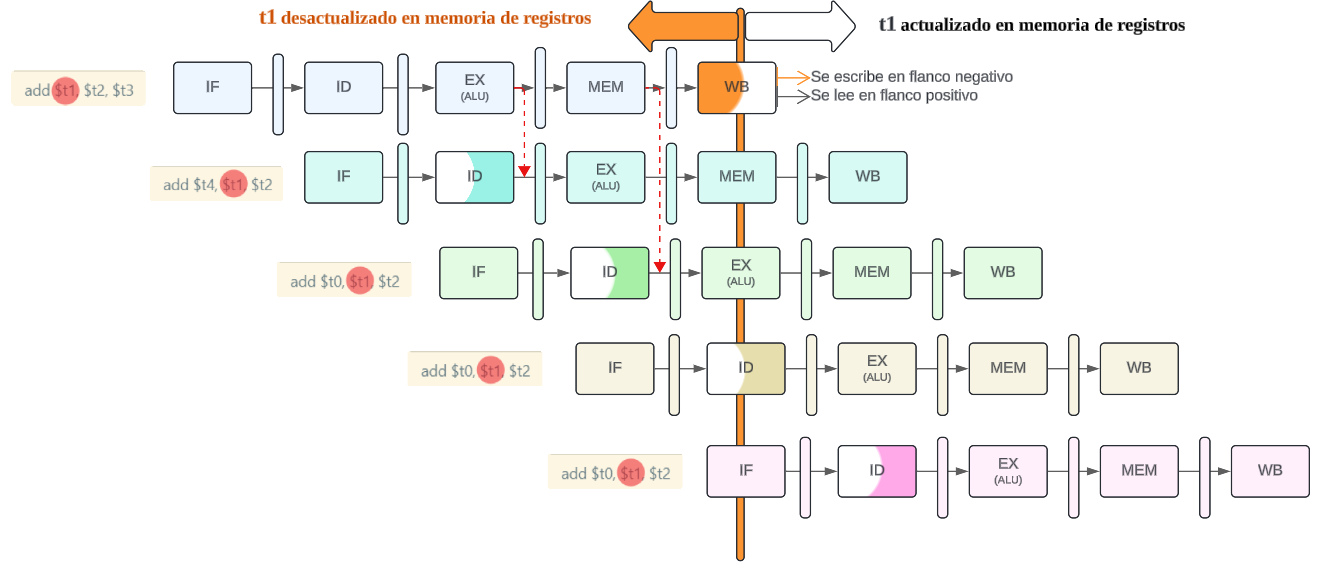 t1 desactualizado en memoria de registros
t1 actualizado en memoria de registros
add $t1, $t2, $t3
IF
ID
EX
(ALU)
MEM
WB
Se escribe en flanco negativo
Se lee en flanco positivo
add $t4, $t1, $t2
IF
ID
EX
(ALU)
MEM
WB
add $t0, $t1, $t2
IF
ID
EX
(ALU)
MEM
WB
add $t0, $t1, $t2
IF
ID
EX
(ALU)
MEM
WB
add $t0, $t1, $t2
IF
ID
EX
(ALU)
MEM
WB